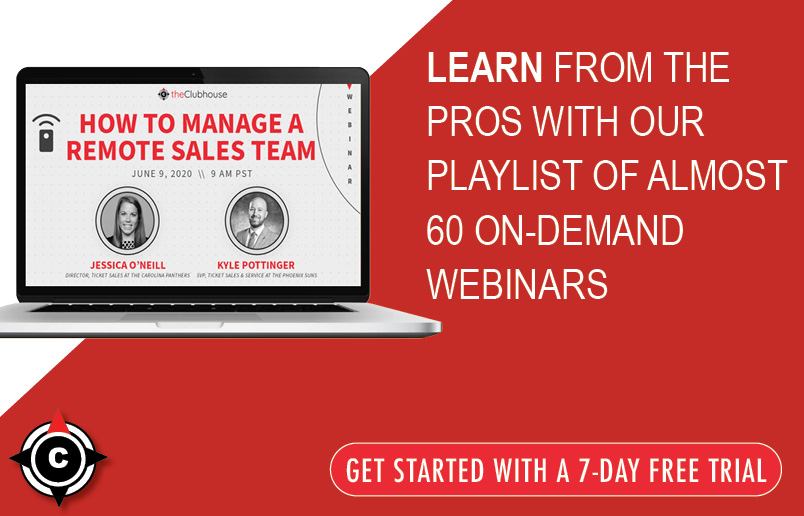 theClubhouse
WEBINAR
HOW TO MANAGE A
REMOTE SALES TEAM
JUNE 9, 2020 \\ 9 AM PST
JESSICA O'NEILL
DIRECTOR, TICKET SALES AT THE CAROLINA PANTHERS
KYLE POTTINGER
SVP, TICKET SALES & SERVICE AT THE PHOENIX SUNS
LEARN FROM THE
PROS WITH OUR
PLAYLIST OF ALMOST
60 ON-DEMAND
WEBINARS
C
GET STARTED WITH A 7-DAY FREE TRIAL